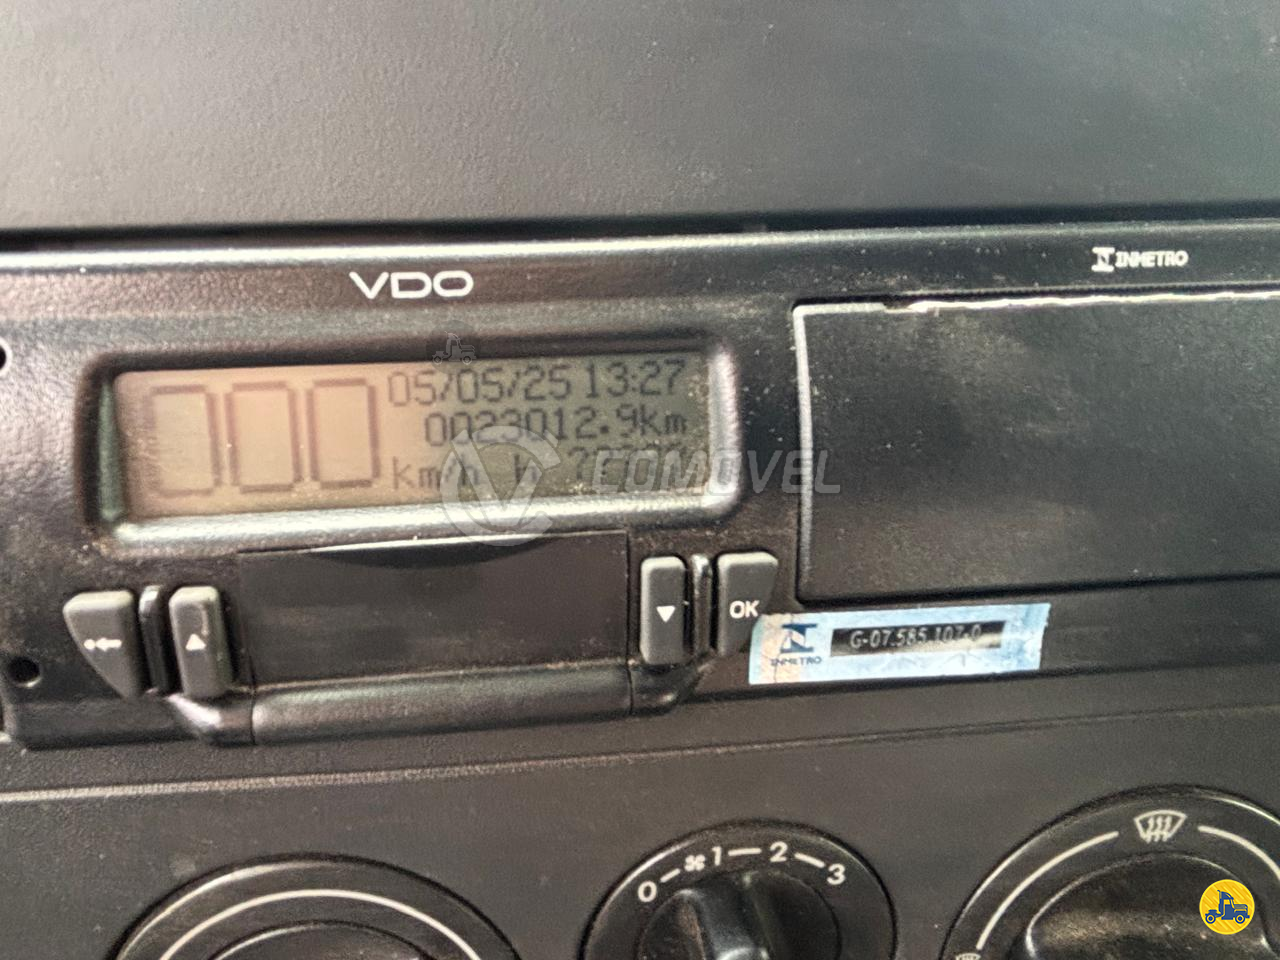 VDO
INMETRO
000 05/05/25 13:27
0023012.9km
km/h
COMOVEL
OK
INMETRO G-07.585.107-0
0 1 2 3